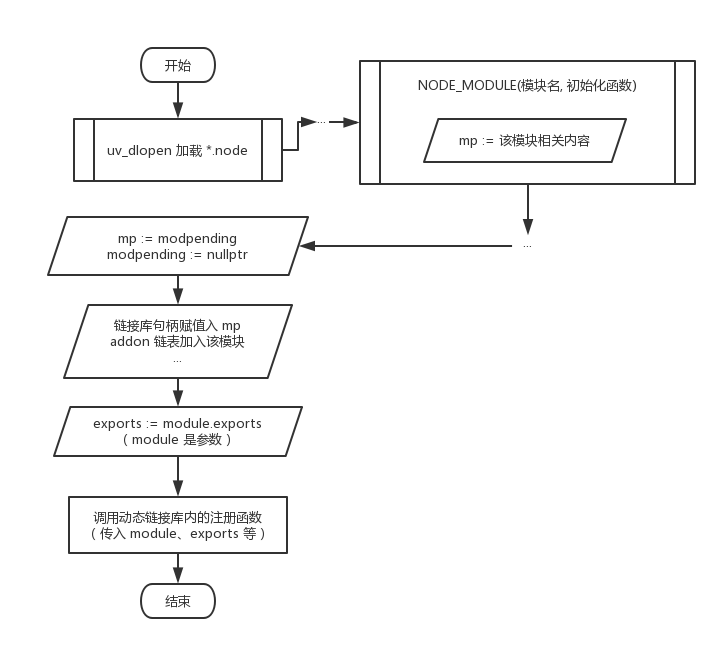 开始
uv_dlopen 加载 *.node
...
NODE_MODULE(模块名, 初始化函数)
mp := 该模块相关内容
...
mp := modpending
modpending := nullptr
链接库句柄赋值入 mp
addon 链表加入该模块
...
exports := module.exports
（ module 是参数 ）
调用动态链接库内的注册函数
（ 传入 module、exports 等 ）
结束